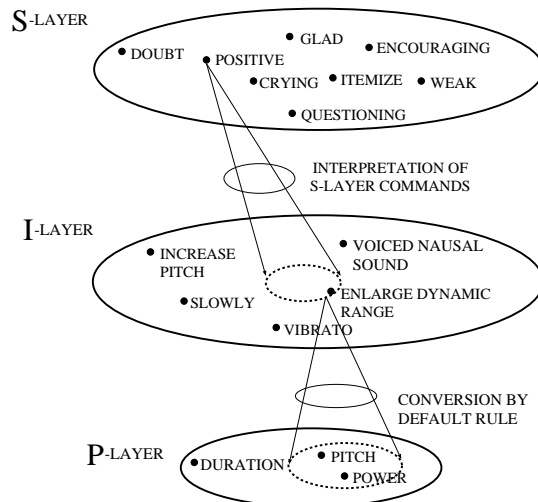 S-LAYER
GLAD
DOUBT
POSITIVE
ENCOURAGING
CRYING
ITEMIZE
WEAK
QUESTIONING
INTERPRETATION OF
S-LAYER COMMANDS
I-LAYER
INCREASE
PITCH
VOICED NAUSAL
SOUND
SLOWLY
ENLARGE DYNAMIC
RANGE
VIBRATO
CONVERSION BY
DEFAULT RULE
P-LAYER
DURATION
PITCH
POWER